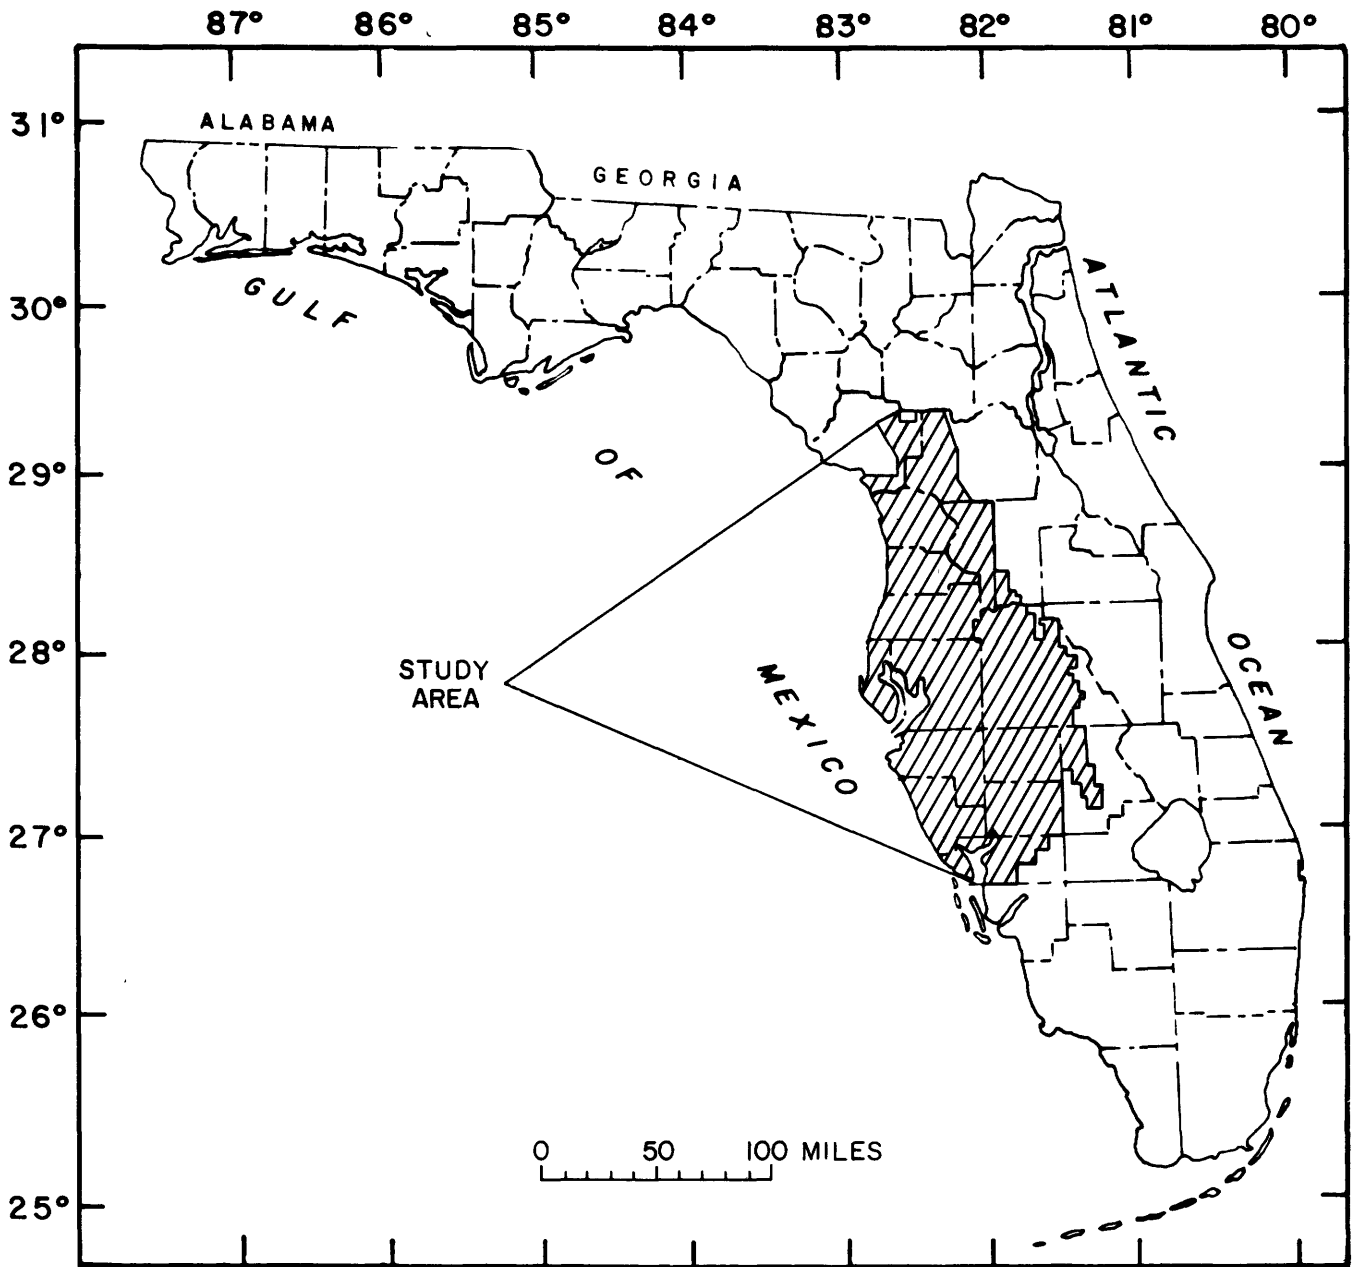 87° 86° 85° 84° 83° 82° 81° 80°
31°
ALABAMA
GEORGIA
30°
GULF
ATLANTIC
29°
OF
28°
STUDY
AREA
MEXICO
OCEAN
27°
26°
0 50 100 MILES
25°